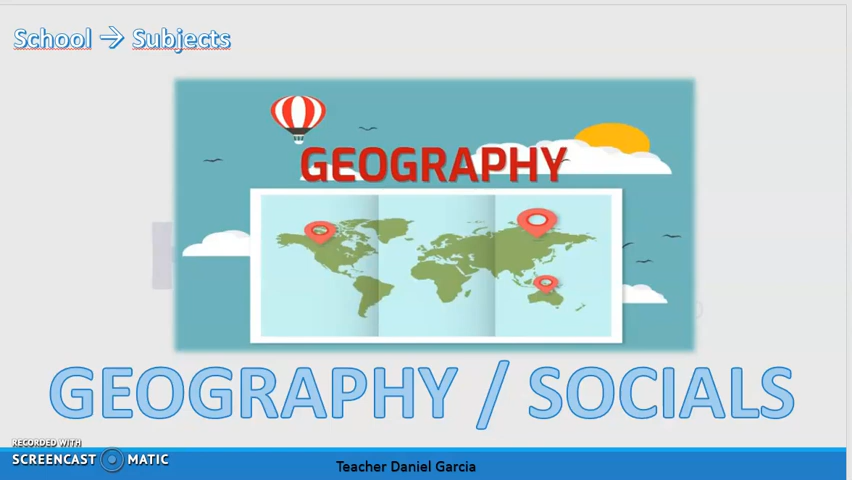 School → Subjects
GEOGRAPHY
GEOGRAPHY / SOCIALS
RECORDED WITH
SCREENCAST MATIC
Teacher Daniel Garcia